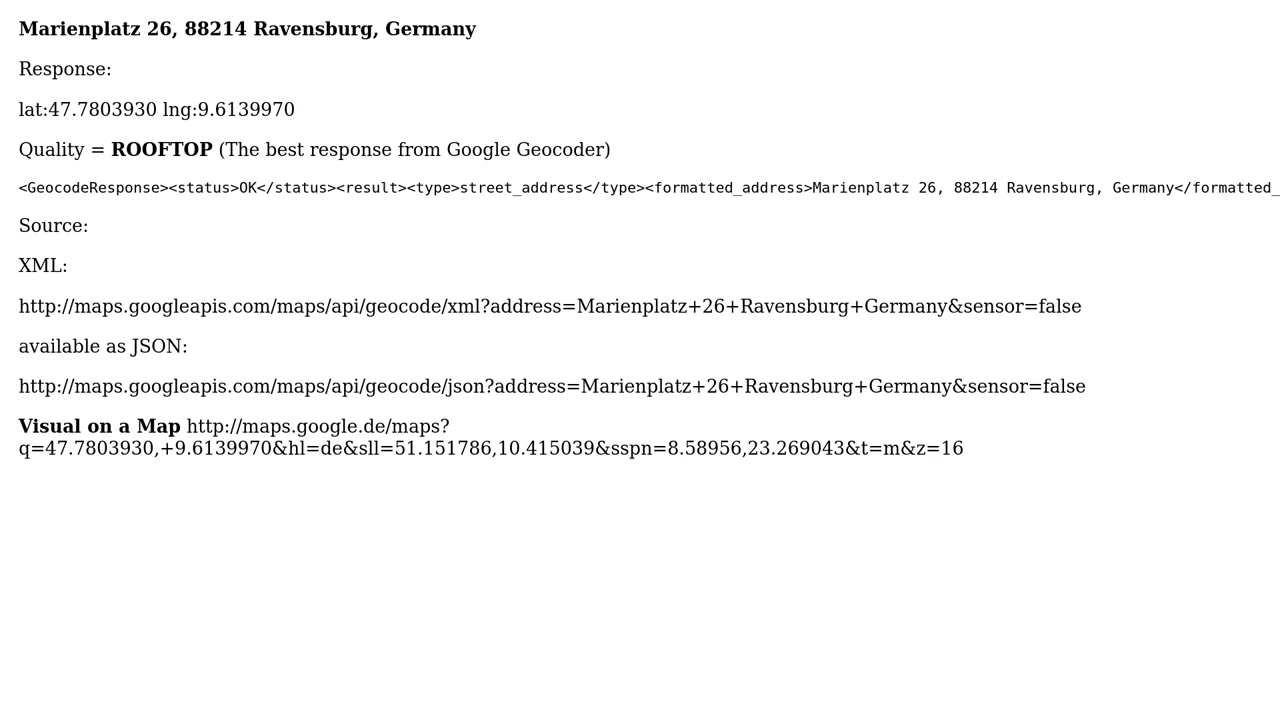 Marienplatz 26, 88214 Ravensburg, Germany
Response:
lat:47.7803930 lng:9.6139970
Quality = ROOFTOP (The best response from Google Geocoder)
<GeocodeResponse><status>OK</status><result><type>street_address</type><formatted_address>Marienplatz 26, 88214 Ravensburg, Germany</formatted_
Source:
XML:
http://maps.googleapis.com/maps/api/geocode/xml?address=Marienplatz+26+Ravensburg+Germany&sensor=false
available as JSON:
http://maps.googleapis.com/maps/api/geocode/json?address=Marienplatz+26+Ravensburg+Germany&sensor=false
Visual on a Map http://maps.google.de/maps?
q=47.7803930,+9.6139970&hl=de&sll=51.151786,10.415039&sspn=8.58956,23.269043&t=m&z=16